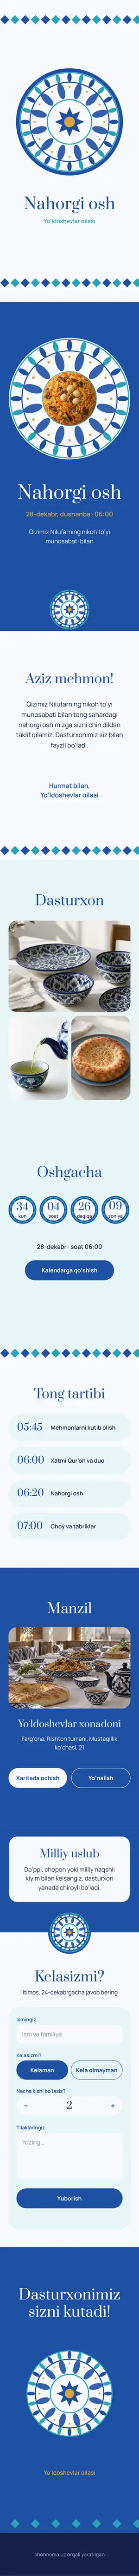 Nahorgi osh
Yo'ldoshevlar oilasi
Nahorgi osh
28-dekabr, dushanba · 06:00
Qizimiz Nilufarning nikoh to'yi
munosabati bilan
Aziz mehmon!
Qizimiz Nilufarning nikoh to'yi
munosabati bilan tong sahardagi
nahorgi oshimizga sizni chin dildan
taklif qilamiz. Dasturxonimiz siz bilan
fayzli bo'ladi.
Hurmat bilan,
Yo'ldoshevlar oilasi
Dasturxon
Oshgacha
34 04 26 09
kun soat daqiqa soniya
28-dekabr · soat 06:00
Kalendarga qo'shish
Tong tartibi
05:45 Mehmonlarni kutib olish
06:00 Xatmi Qur'on va duo
06:20 Nahorgi osh
07:00 Choy va tabriklar
Manzil
Yo'ldoshevlar xonadoni
Farg'ona, Rishton tumani, Mustaqillik
ko'chasi, 21
Xaritada ochish Yo'nalish
Milliy uslub
Do'ppi, chopon yoki milliy naqshli
kiyim bilan kelsangiz, dasturxon
yanada chiroyli bo'ladi.
Kelasizmi?
Iltimos, 24-dekabrgacha javob bering
Ismingiz
Ism va familiya
Kelasizmi?
Kelaman Kela olmayman
Necha kishi bo'lasiz?
− 2 +
Tilaklaringiz
Yozing...
Yuborish
Dasturxonimiz
sizni kutadi!
Yo'ldoshevlar oilasi
shohnoma.uz orqali yaratilgan